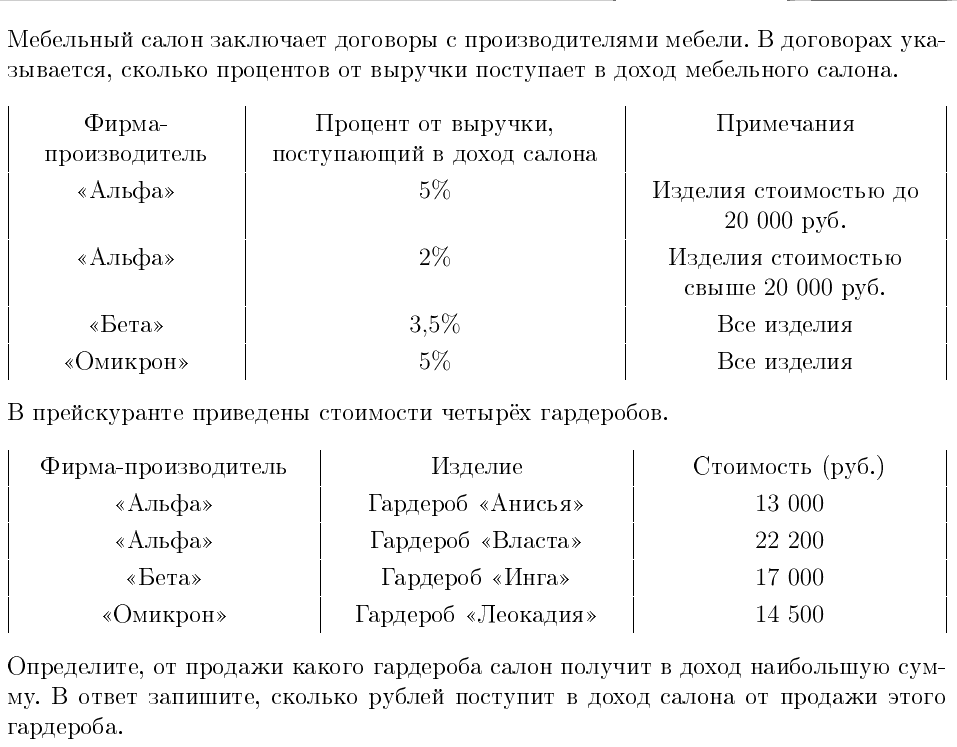 Мебельный салон заключает договоры с производителями мебели. В договорах ука-
зывается, сколько процентов от выручки поступает в доход мебельного салона.
Фирма-
производитель
Процент от выручки,
поступающий в доход салона
Примечания
«Альфа»
5%
Изделия стоимостью до
20 000 руб.
«Альфа»
2%
Изделия стоимостью
свыше 20 000 руб.
«Бета»
3,5%
Все изделия
«Омикрон»
5%
Все изделия
В прейскуранте приведены стоимости четырёх гардеробов.
Фирма-производитель
Изделие
Стоимость (руб.)
«Альфа»
Гардероб «Анисья»
13 000
«Альфа»
Гардероб «Власта»
22 200
«Бета»
Гардероб «Инга»
17 000
«Омикрон»
Гардероб «Леокадия»
14 500
Определите, от продажи какого гардероба салон получит в доход наибольшую сум-
му. В ответ запишите, сколько рублей поступит в доход салона от продажи этого
гардероба.